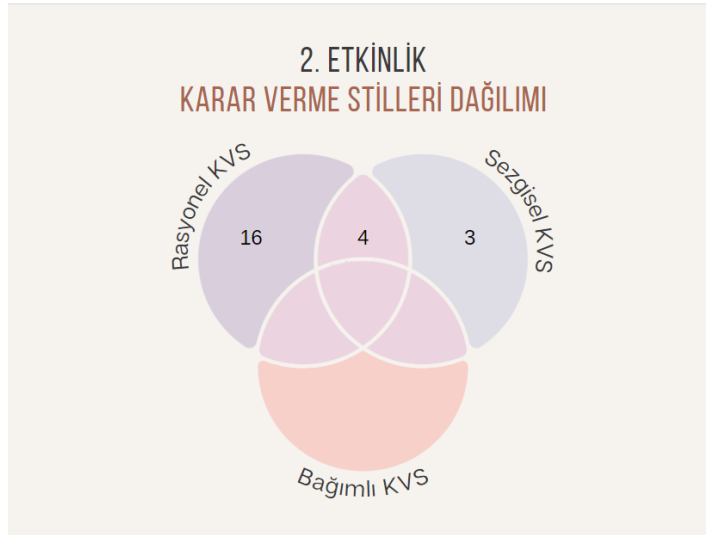 2. ETKİNLİK
KARAR VERME STİLLERİ DAĞILIMI
Rasyonel KVS
Sezgisel KVS
16
4
3
Bağımlı KVS